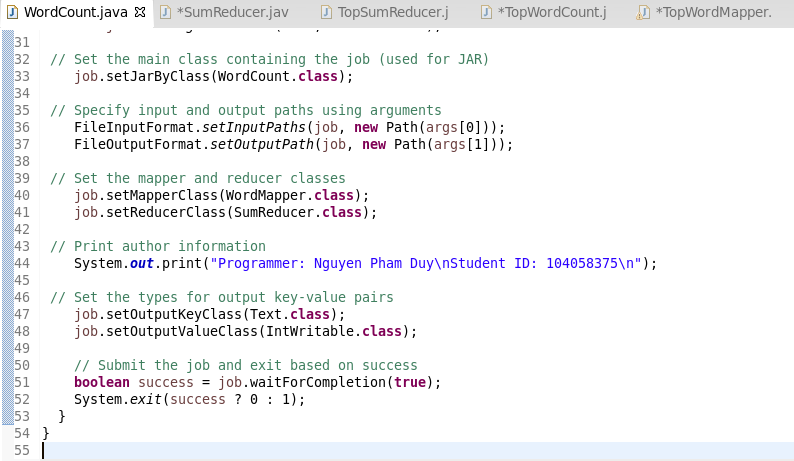 WordCount.java *SumReducer.jav TopSumReducer.j *TopWordCount.j *TopWordMapper.
31
32 // Set the main class containing the job (used for JAR)
33 job.setJarByClass(WordCount.class);
34
35 // Specify input and output paths using arguments
36 FileInputFormat.setInputPaths(job, new Path(args[0]));
37 FileOutputFormat.setOutputPath(job, new Path(args[1]));
38
39 // Set the mapper and reducer classes
40 job.setMapperClass(WordMapper.class);
41 job.setReducerClass(SumReducer.class);
42
43 // Print author information
44 System.out.print("Programmer: Nguyen Pham Duy\nStudent ID: 104058375\n");
45
46 // Set the types for output key-value pairs
47 job.setOutputKeyClass(Text.class);
48 job.setOutputValueClass(IntWritable.class);
49
50 // Submit the job and exit based on success
51 boolean success = job.waitForCompletion(true);
52 System.exit(success ? 0 : 1);
53 }
54 }
55